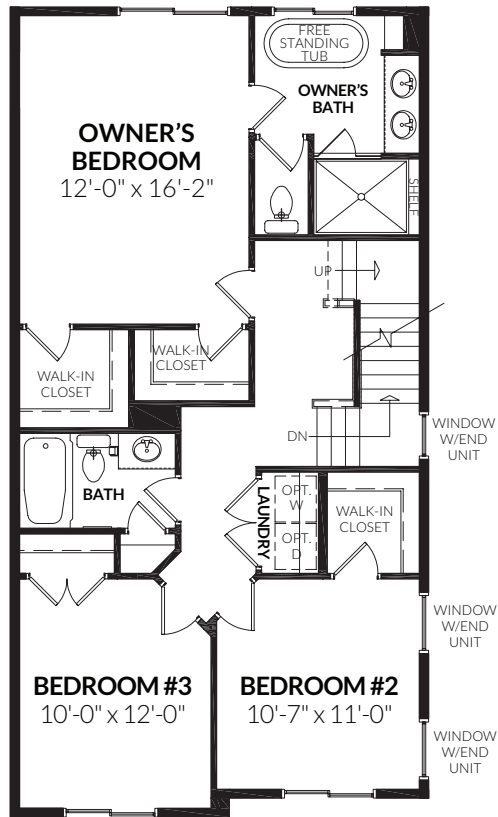 FREE
STANDING
TUB
OWNER'S
BATH
OWNER'S
BEDROOM
12'-0" x 16'-2"
SHELF
UP
WALK-IN
CLOSET
WALK-IN
CLOSET
DN
WINDOW
W/END
UNIT
BATH
LAUNDRY
OPT.
W
OPT.
D
WALK-IN
CLOSET
WINDOW
W/END
UNIT
BEDROOM #3
10'-0" x 12'-0"
BEDROOM #2
10'-7" x 11'-0"
WINDOW
W/END
UNIT